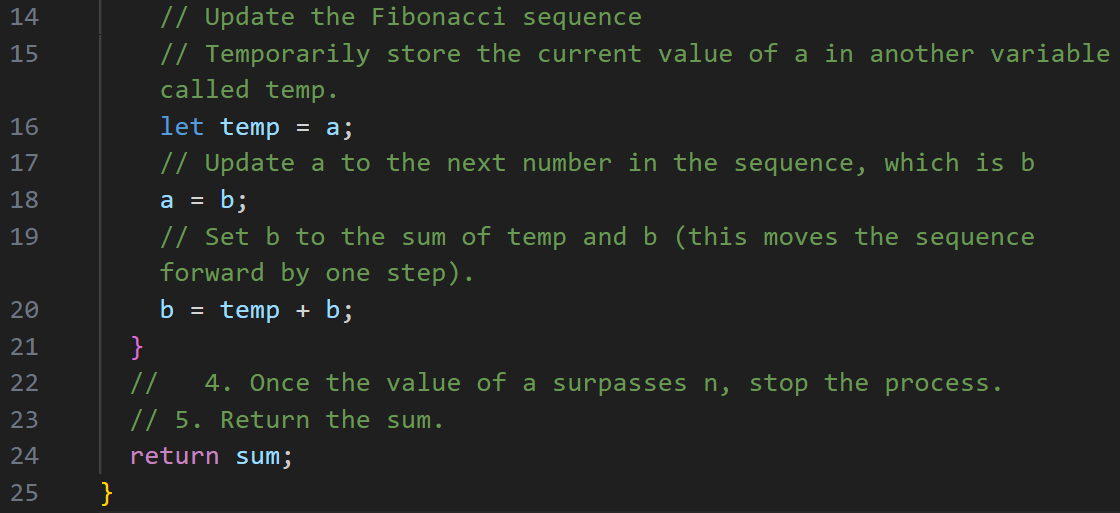 14 // Update the Fibonacci sequence
15 // Temporarily store the current value of a in another variable
called temp.
16 let temp = a;
17 // Update a to the next number in the sequence, which is b
18 a = b;
19 // Set b to the sum of temp and b (this moves the sequence
forward by one step).
20 b = temp + b;
21 }
22 //   4. Once the value of a surpasses n, stop the process.
23 // 5. Return the sum.
24 return sum;
25 }